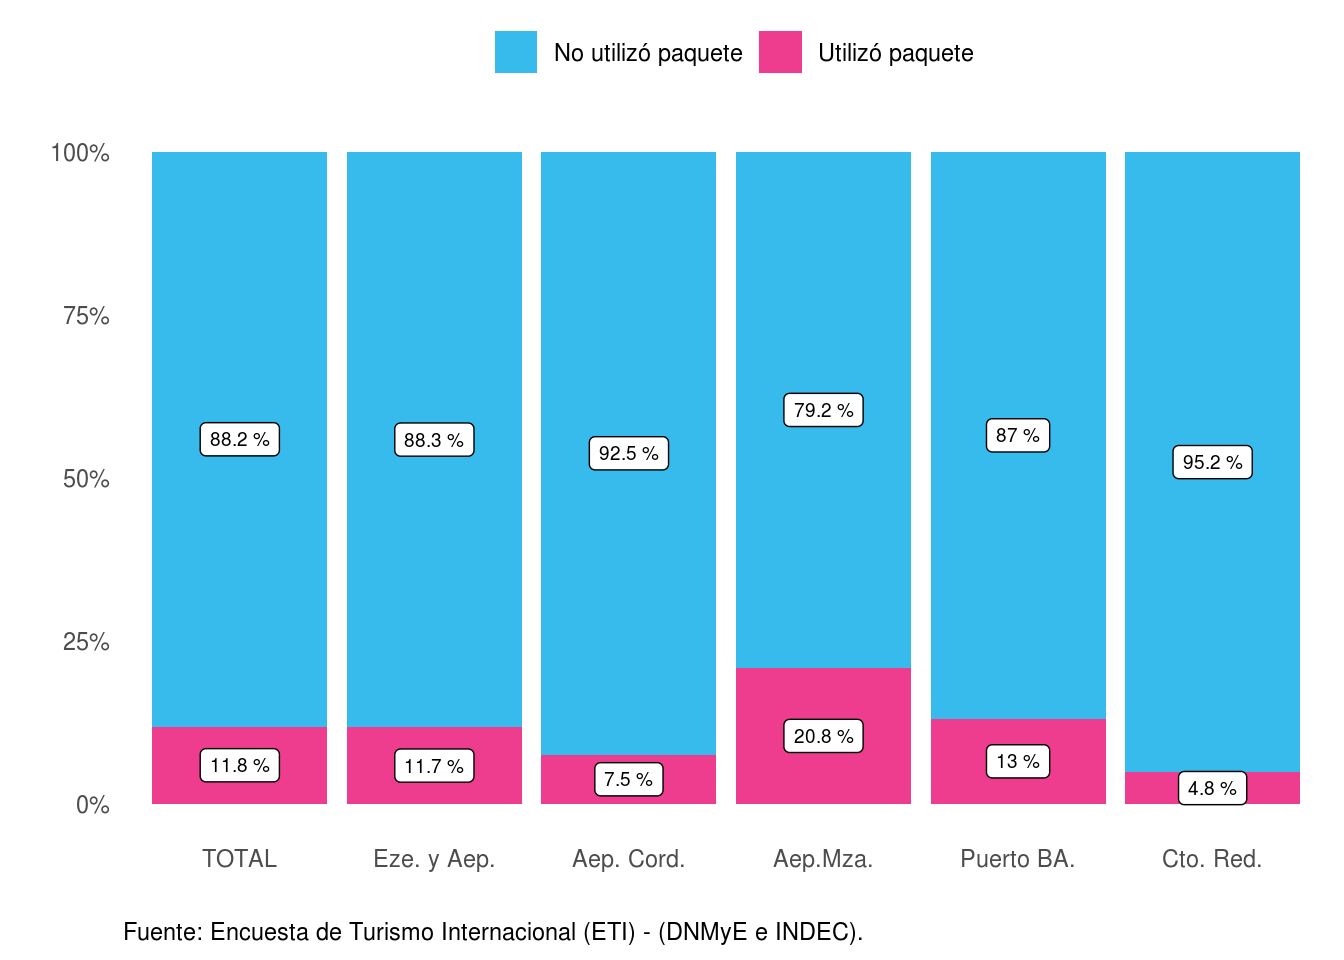 No utilizó paquete Utilizó paquete
100%
75%
50%
25%
0%
88.2 % 88.3 % 92.5 % 79.2 % 87 % 95.2 %
11.8 % 11.7 % 7.5 % 20.8 % 13 % 4.8 %
TOTAL Eze. y Aep. Aep. Cord. Aep.Mza. Puerto BA. Cto. Red.
Fuente: Encuesta de Turismo Internacional (ETI) - (DNMyE e INDEC).